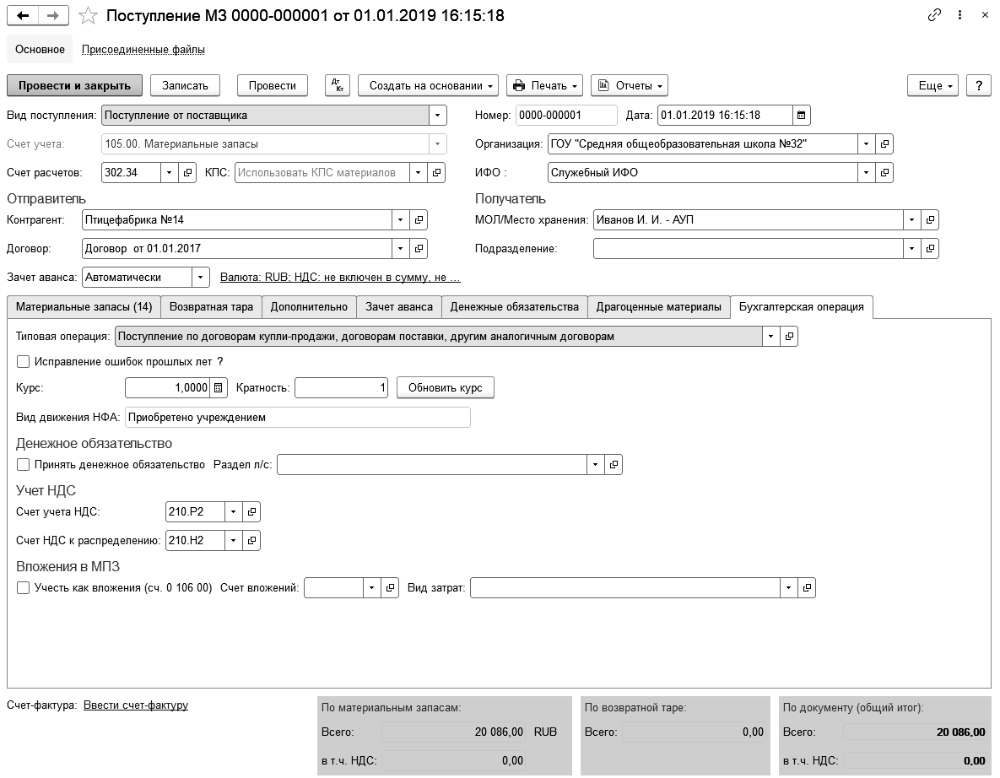 Поступление МЗ 0000-000001 от 01.01.2019 16:15:18
Основное Присоединенные файлы
Провести и закрыть Записать Провести Дт Кт Создать на основании Печать Отчеты Еще ?
Вид поступления: Поступление от поставщика Номер: 0000-000001 Дата: 01.01.2019 16:15:18
Счет учета: 105.00. Материальные запасы Организация: ГОУ "Средняя общеобразовательная школа №32"
Счет расчетов: 302.34 КПС: Использовать КПС материалов ИФО : Служебный ИФО
Отправитель Получатель
Контрагент: Птицефабрика №14 МОЛ/Место хранения: Иванов И. И. - АУП
Договор: Договор от 01.01.2017 Подразделение:
Зачет аванса: Автоматически Валюта: RUB; НДС: не включен в сумму, не ...
Материальные запасы (14) Возвратная тара Дополнительно Зачет аванса Денежные обязательства Драгоценные материалы Бухгалтерская операция
Типовая операция: Поступление по договорам купли-продажи, договорам поставки, другим аналогичным договорам
Исправление ошибок прошлых лет ?
Курс: 1,0000 Кратность: 1 Обновить курс
Вид движения НФА: Приобретено учреждением
Денежное обязательство
Принять денежное обязательство Раздел л/с:
Учет НДС
Счет учета НДС: 210.Р2
Счет НДС к распределению: 210.Н2
Вложения в МПЗ
Учесть как вложения (сч. 0 106 00) Счет вложений: Вид затрат:
Счет-фактура: Ввести счет-фактуру По материальным запасам: По возвратной таре: По документу (общий итог):
Всего: 20 086,00 RUB Всего: 0,00 Всего: 20 086,00
в т.ч. НДС: 0,00 в т.ч. НДС: 0,00